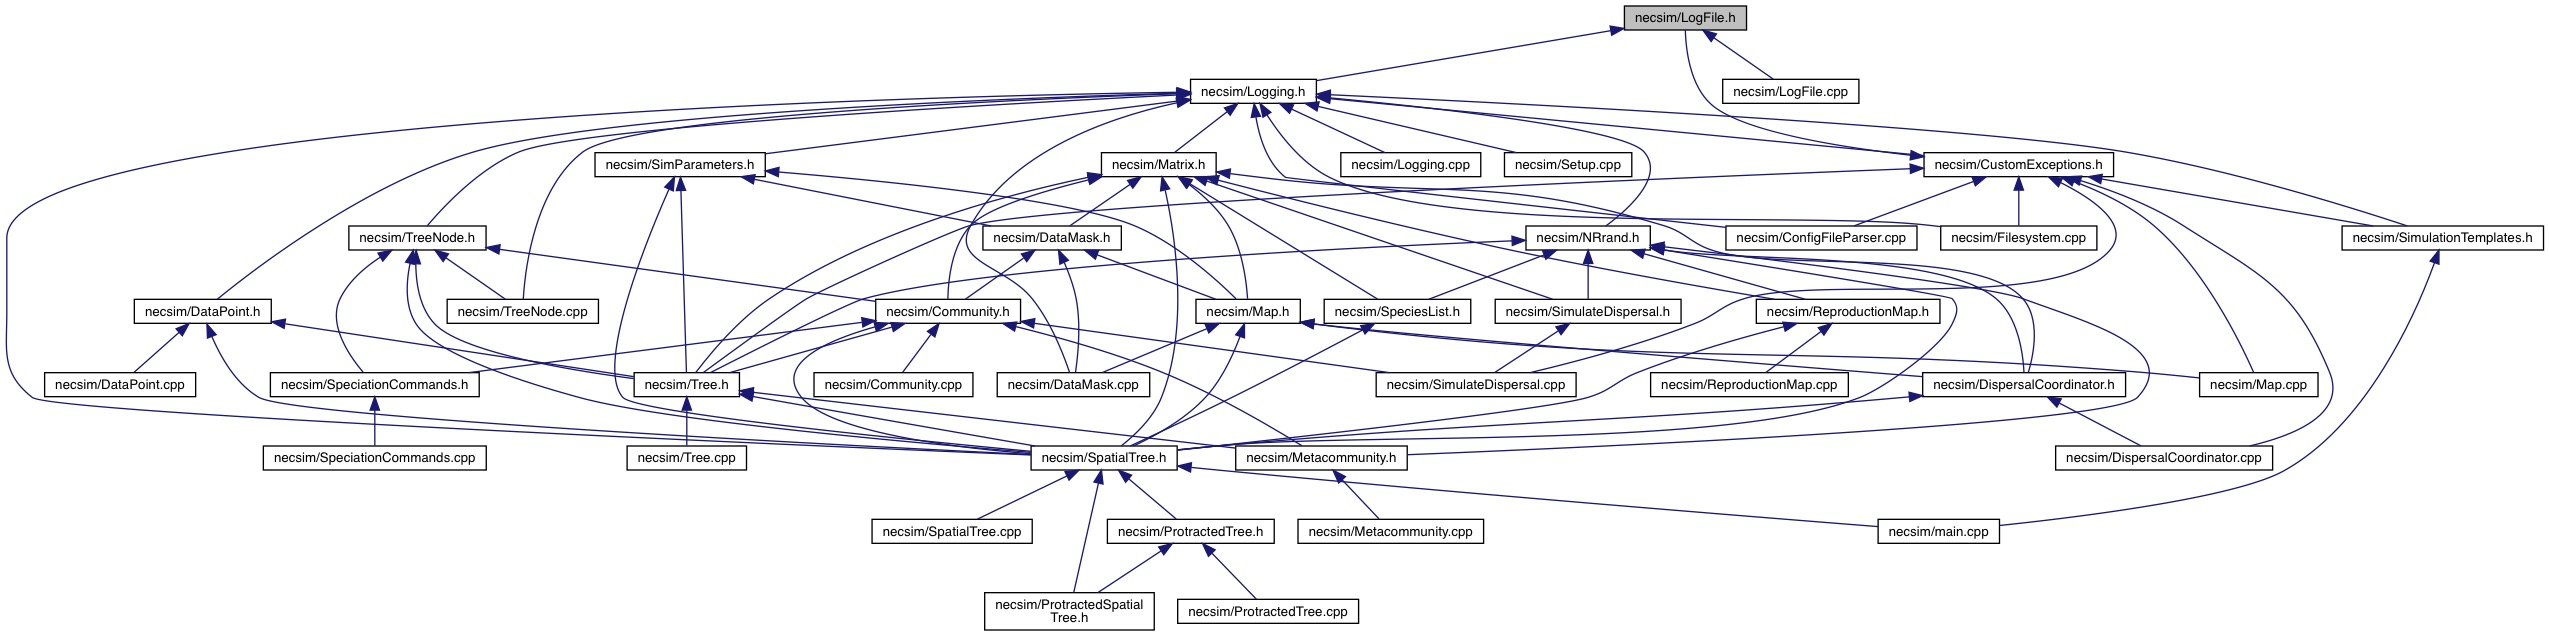 necsim/LogFile.h
necsim/Logging.h
necsim/LogFile.cpp
necsim/SimParameters.h
necsim/Matrix.h
necsim/Logging.cpp
necsim/Setup.cpp
necsim/CustomExceptions.h
necsim/TreeNode.h
necsim/DataMask.h
necsim/NRrand.h
necsim/ConfigFileParser.cpp
necsim/Filesystem.cpp
necsim/SimulationTemplates.h
necsim/DataPoint.h
necsim/TreeNode.cpp
necsim/Community.h
necsim/Map.h
necsim/SpeciesList.h
necsim/SimulateDispersal.h
necsim/ReproductionMap.h
necsim/DataPoint.cpp
necsim/SpeciationCommands.h
necsim/Tree.h
necsim/Community.cpp
necsim/DataMask.cpp
necsim/SimulateDispersal.cpp
necsim/ReproductionMap.cpp
necsim/DispersalCoordinator.h
necsim/Map.cpp
necsim/SpeciationCommands.cpp
necsim/Tree.cpp
necsim/SpatialTree.h
necsim/Metacommunity.h
necsim/DispersalCoordinator.cpp
necsim/SpatialTree.cpp
necsim/ProtractedTree.h
necsim/Metacommunity.cpp
necsim/main.cpp
necsim/ProtractedSpatial
Tree.h
necsim/ProtractedTree.cpp